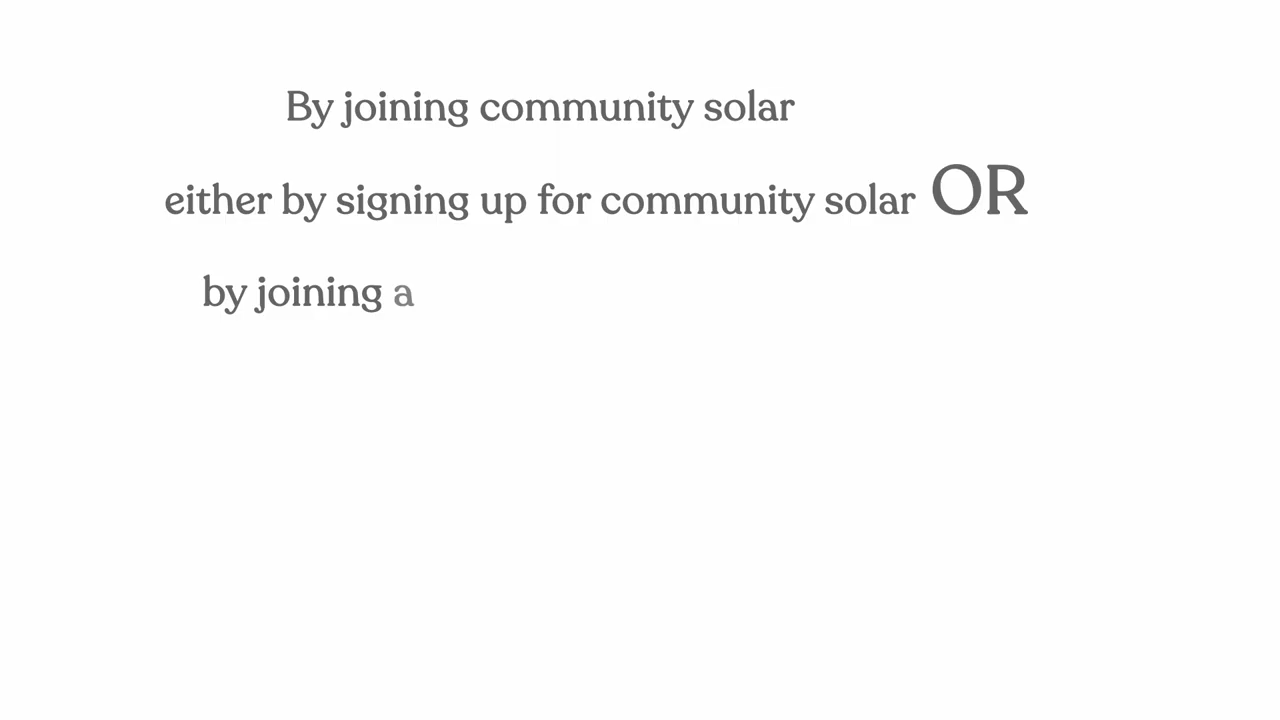 By joining community solar
either by signing up for community solar OR
by joining a